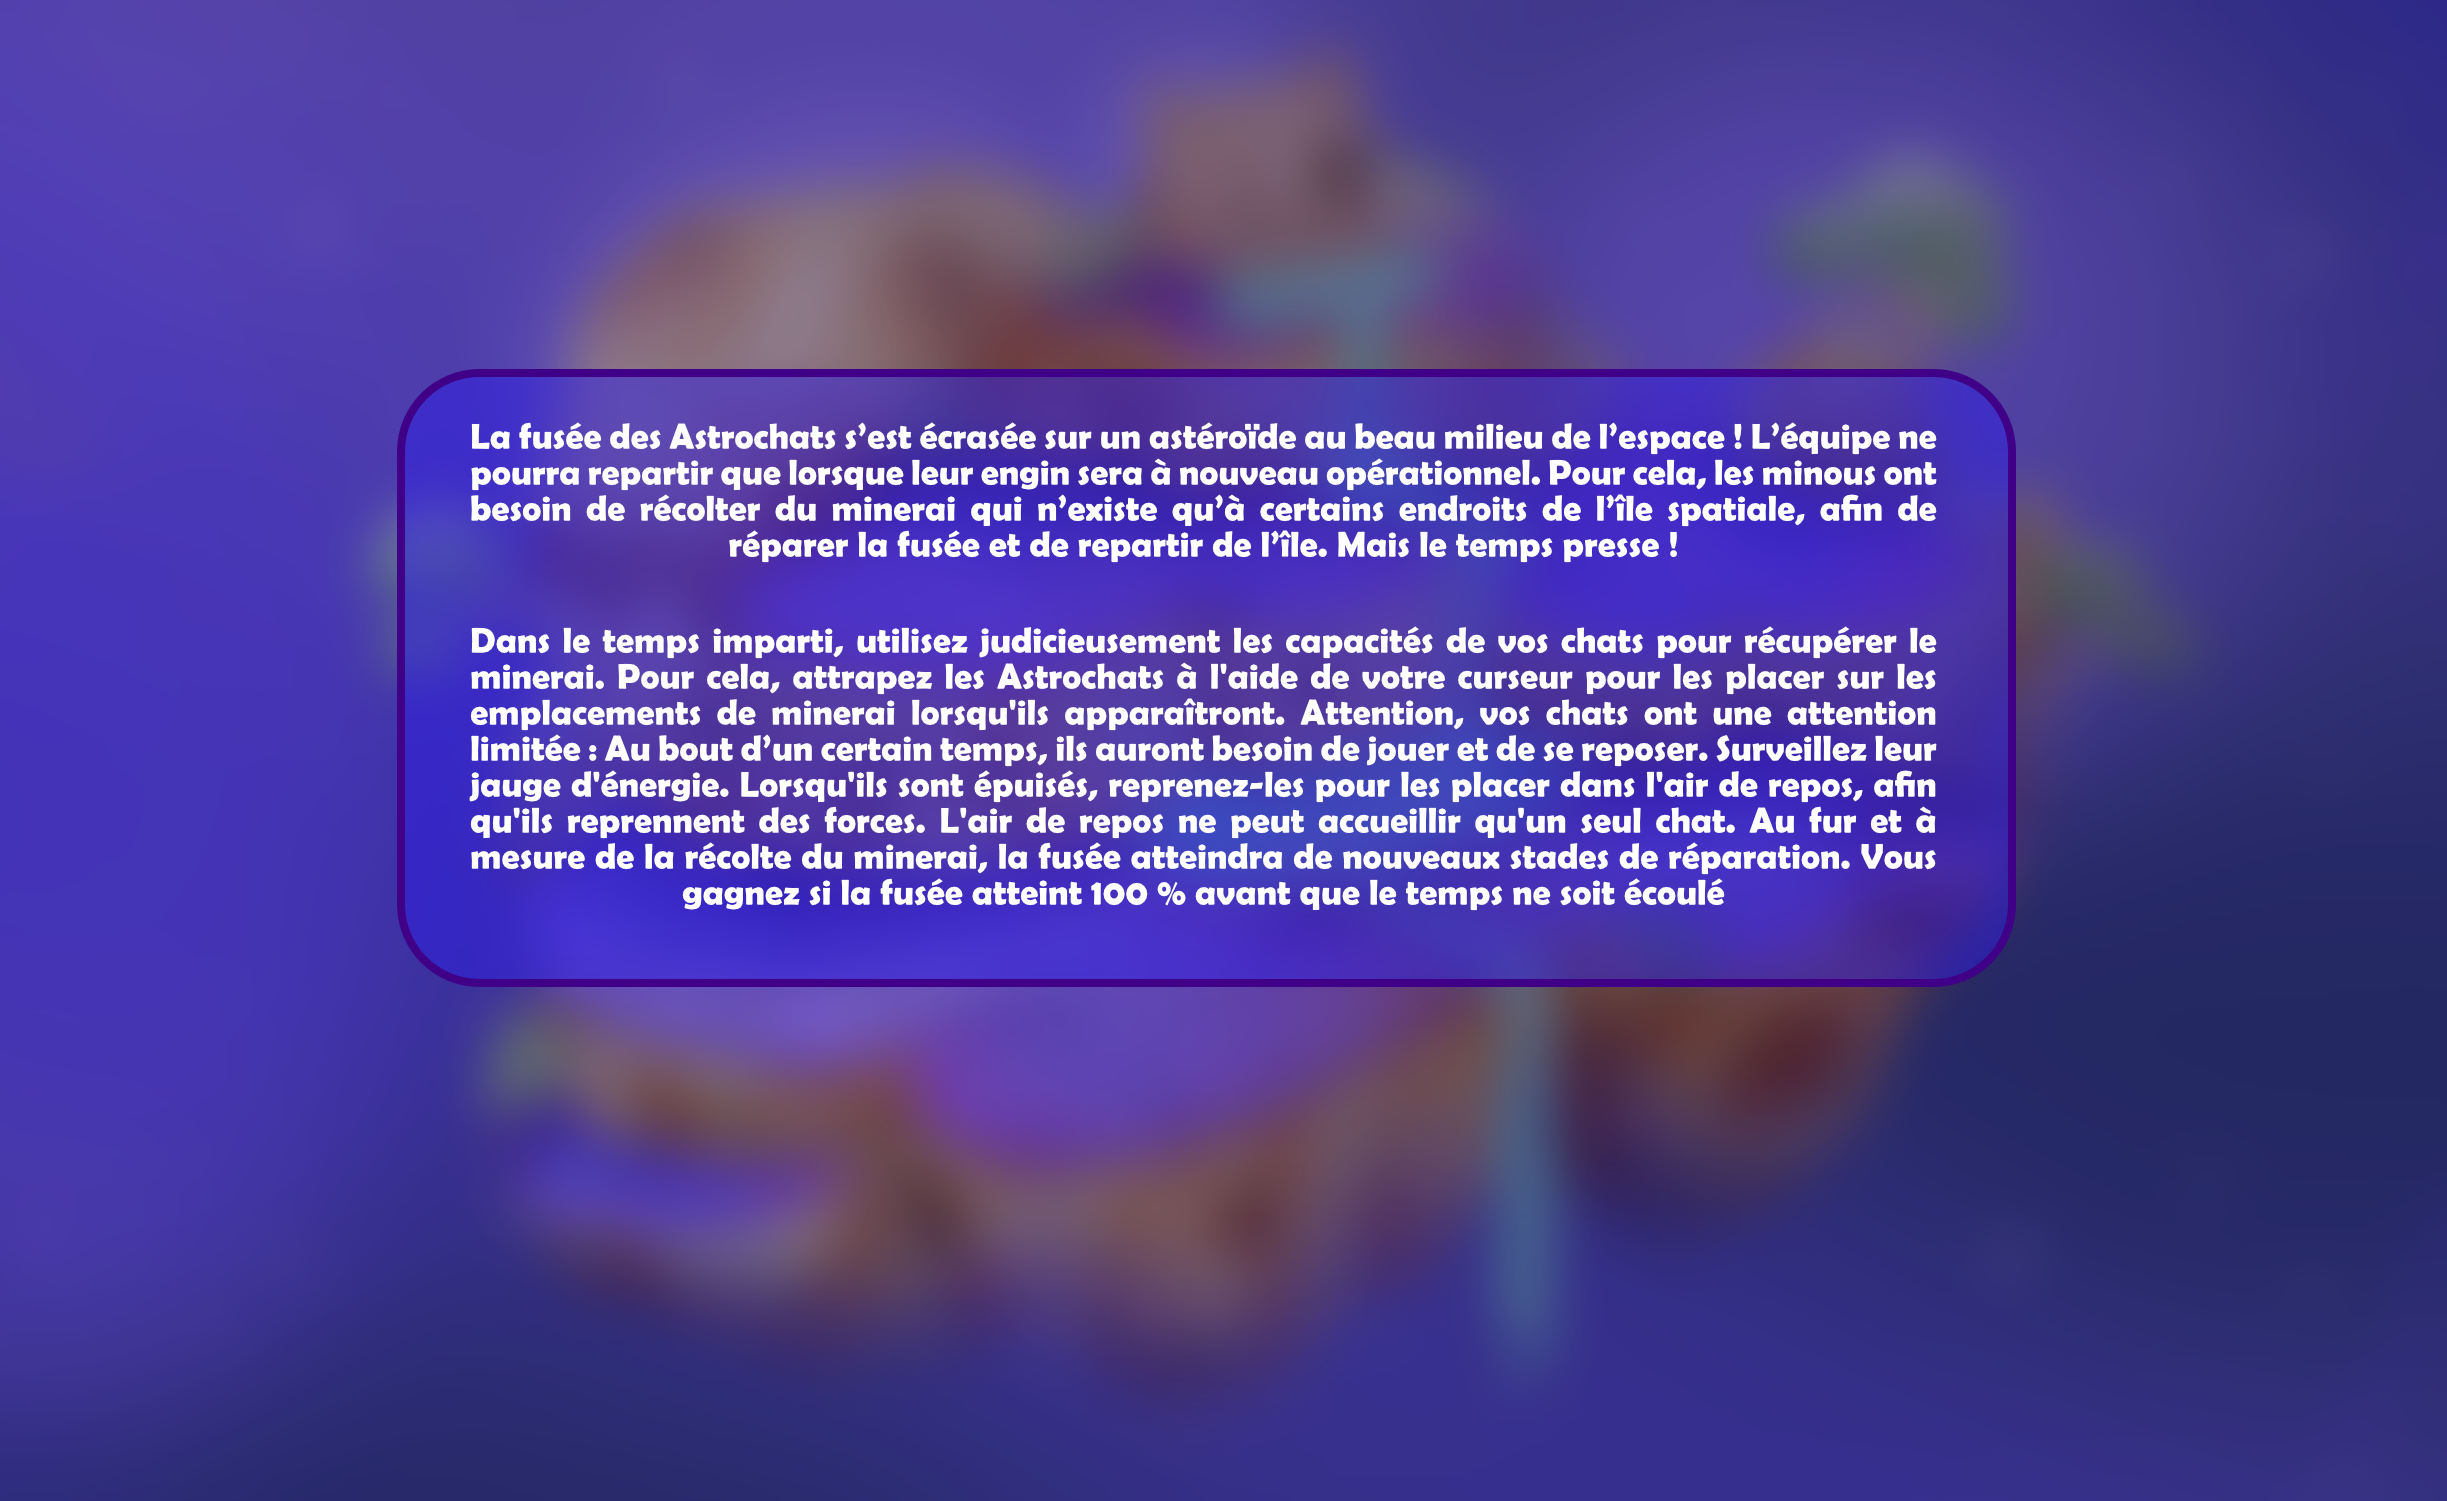 La fusée des Astrochats s’est écrasée sur un astéroïde au beau milieu de l’espace ! L’équipe ne
pourra repartir que lorsque leur engin sera à nouveau opérationnel. Pour cela, les minous ont
besoin de récolter du minerai qui n’existe qu’à certains endroits de l’île spatiale, afin de
réparer la fusée et de repartir de l’île. Mais le temps presse !
Dans le temps imparti, utilisez judicieusement les capacités de vos chats pour récupérer le
minerai. Pour cela, attrapez les Astrochats à l'aide de votre curseur pour les placer sur les
emplacements de minerai lorsqu'ils apparaîtront. Attention, vos chats ont une attention
limitée : Au bout d’un certain temps, ils auront besoin de jouer et de se reposer. Surveillez leur
jauge d'énergie. Lorsqu'ils sont épuisés, reprenez-les pour les placer dans l'air de repos, afin
qu'ils reprennent des forces. L'air de repos ne peut accueillir qu'un seul chat. Au fur et à
mesure de la récolte du minerai, la fusée atteindra de nouveaux stades de réparation. Vous
gagnez si la fusée atteint 100 % avant que le temps ne soit écoulé